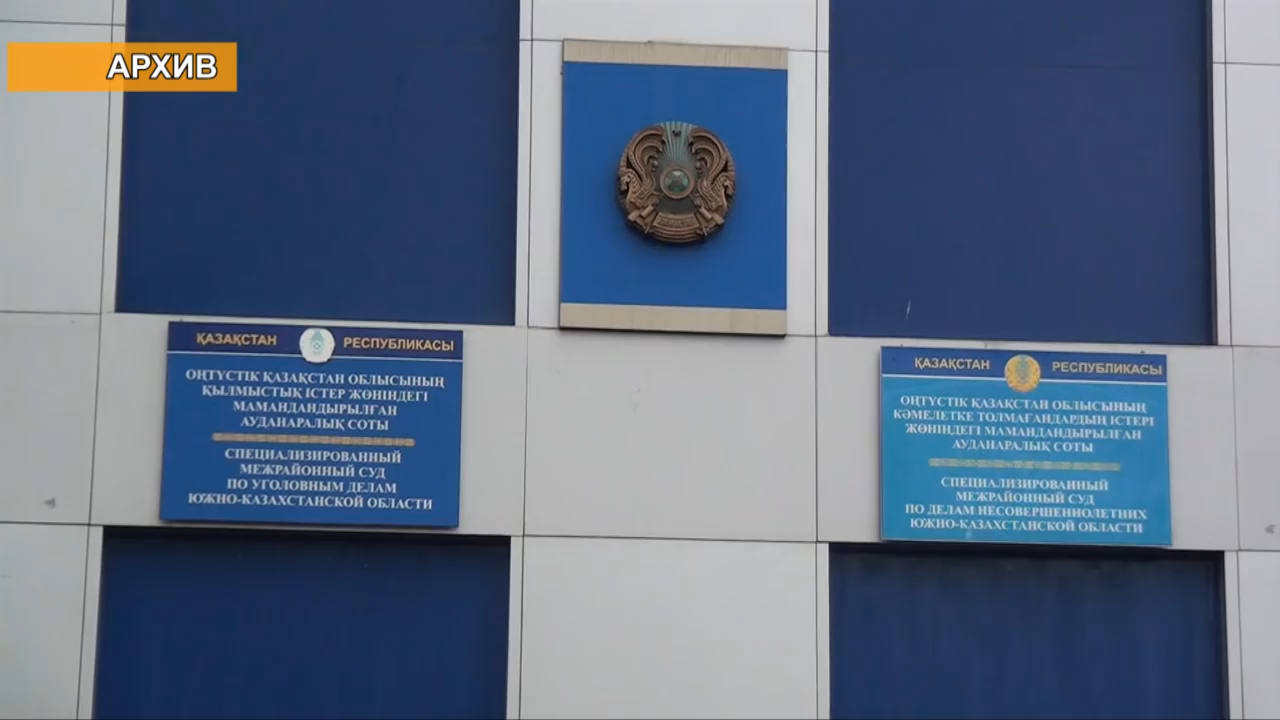 АРХИВ
ҚАЗАҚСТАН РЕСПУБЛИКАСЫ
ОҢТҮСТІК ҚАЗАҚСТАН ОБЛЫСЫНЫҢ
ҚЫЛМЫСТЫҚ ІСТЕР ЖӨНІНДЕГІ
МАМАНДАНДЫРЫЛҒАН
АУДАНАРАЛЫҚ СОТЫ
СПЕЦИАЛИЗИРОВАННЫЙ
МЕЖРАЙОННЫЙ СУД
ПО УГОЛОВНЫМ ДЕЛАМ
ЮЖНО-КАЗАХСТАНСКОЙ ОБЛАСТИ
ҚАЗАҚСТАН РЕСПУБЛИКАСЫ
ОҢТҮСТІК ҚАЗАҚСТАН ОБЛЫСЫНЫҢ
КӘМЕЛЕТКЕ ТОЛМАҒАНДАРДЫҢ ІСТЕРІ
ЖӨНІНДЕГІ МАМАНДАНДЫРЫЛҒАН
АУДАНАРАЛЫҚ СОТЫ
СПЕЦИАЛИЗИРОВАННЫЙ
МЕЖРАЙОННЫЙ СУД
ПО ДЕЛАМ НЕСОВЕРШЕННОЛЕТНИХ
ЮЖНО-КАЗАХСТАНСКОЙ ОБЛАСТИ